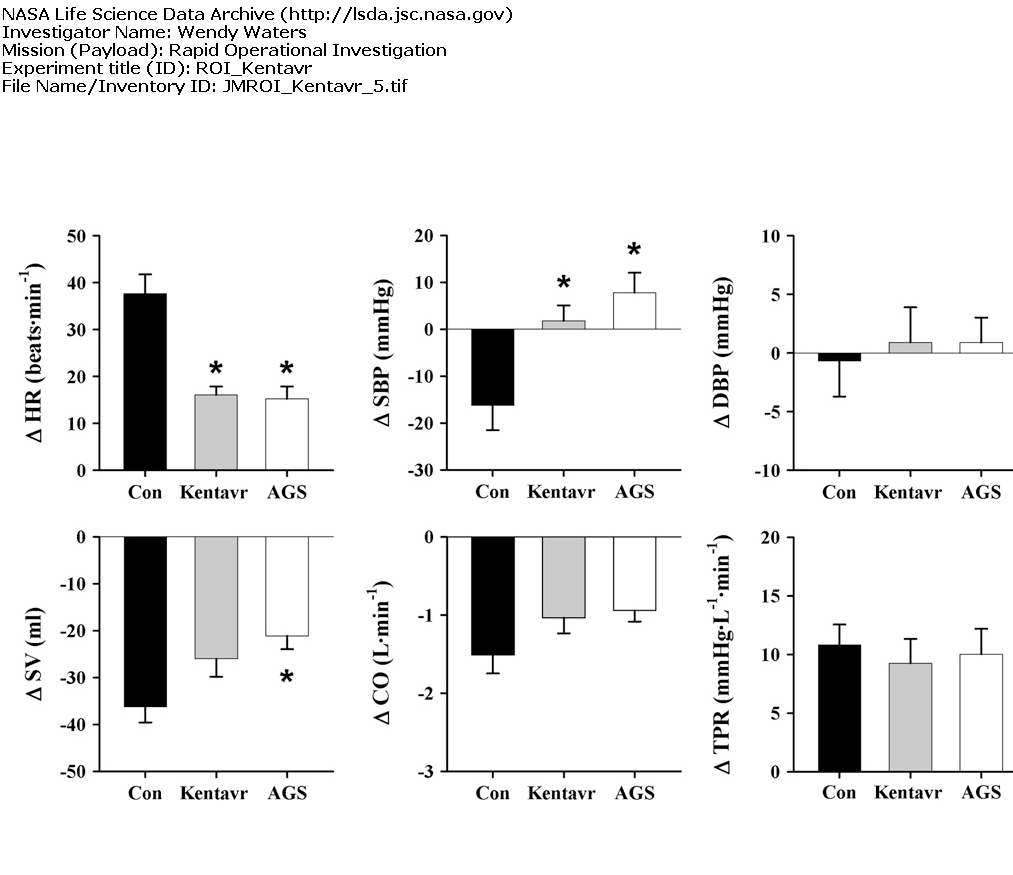 NASA Life Science Data Archive (http://lsda.jsc.nasa.gov)
Investigator Name: Wendy Waters
Mission (Payload): Rapid Operational Investigation
Experiment title (ID): ROI_Kentavr
File Name/Inventory ID: JMROI_Kentavr_5.tif
Δ HR (beats·min⁻¹)
50
40
30
20
10
0
*
*
Con Kentavr AGS
Δ SBP (mmHg)
20
10
0
-10
-20
-30
*
*
Con Kentavr AGS
Δ DBP (mmHg)
10
5
0
-5
-10
Con Kentavr AGS
Δ SV (ml)
0
-10
-20
-30
-40
-50
*
Con Kentavr AGS
Δ CO (L·min⁻¹)
0
-1
-2
-3
Con Kentavr AGS
Δ TPR (mmHg·L⁻¹·min⁻¹)
20
15
10
5
0
Con Kentavr AGS